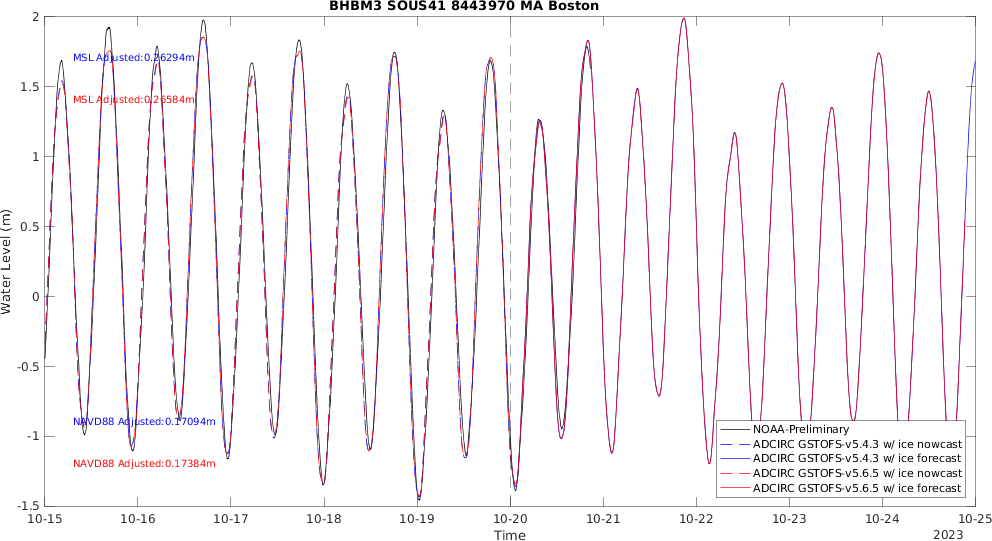 BHBM3 SOUS41 8443970 MA Boston
2
1.5
1
0.5
0
-0.5
-1
-1.5
Water Level (m)
MSL Adjusted:0.26294m
MSL Adjusted:0.26584m
NAVD88 Adjusted:0.17094m
NAVD88 Adjusted:0.17384m
NOAA-Preliminary
ADCIRC GSTOFS-v5.4.3 w/ ice nowcast
ADCIRC GSTOFS-v5.4.3 w/ ice forecast
ADCIRC GSTOFS-v5.6.5 w/ ice nowcast
ADCIRC GSTOFS-v5.6.5 w/ ice forecast
10-15 10-16 10-17 10-18 10-19 10-20 10-21 10-22 10-23 10-24 10-25
Time
2023